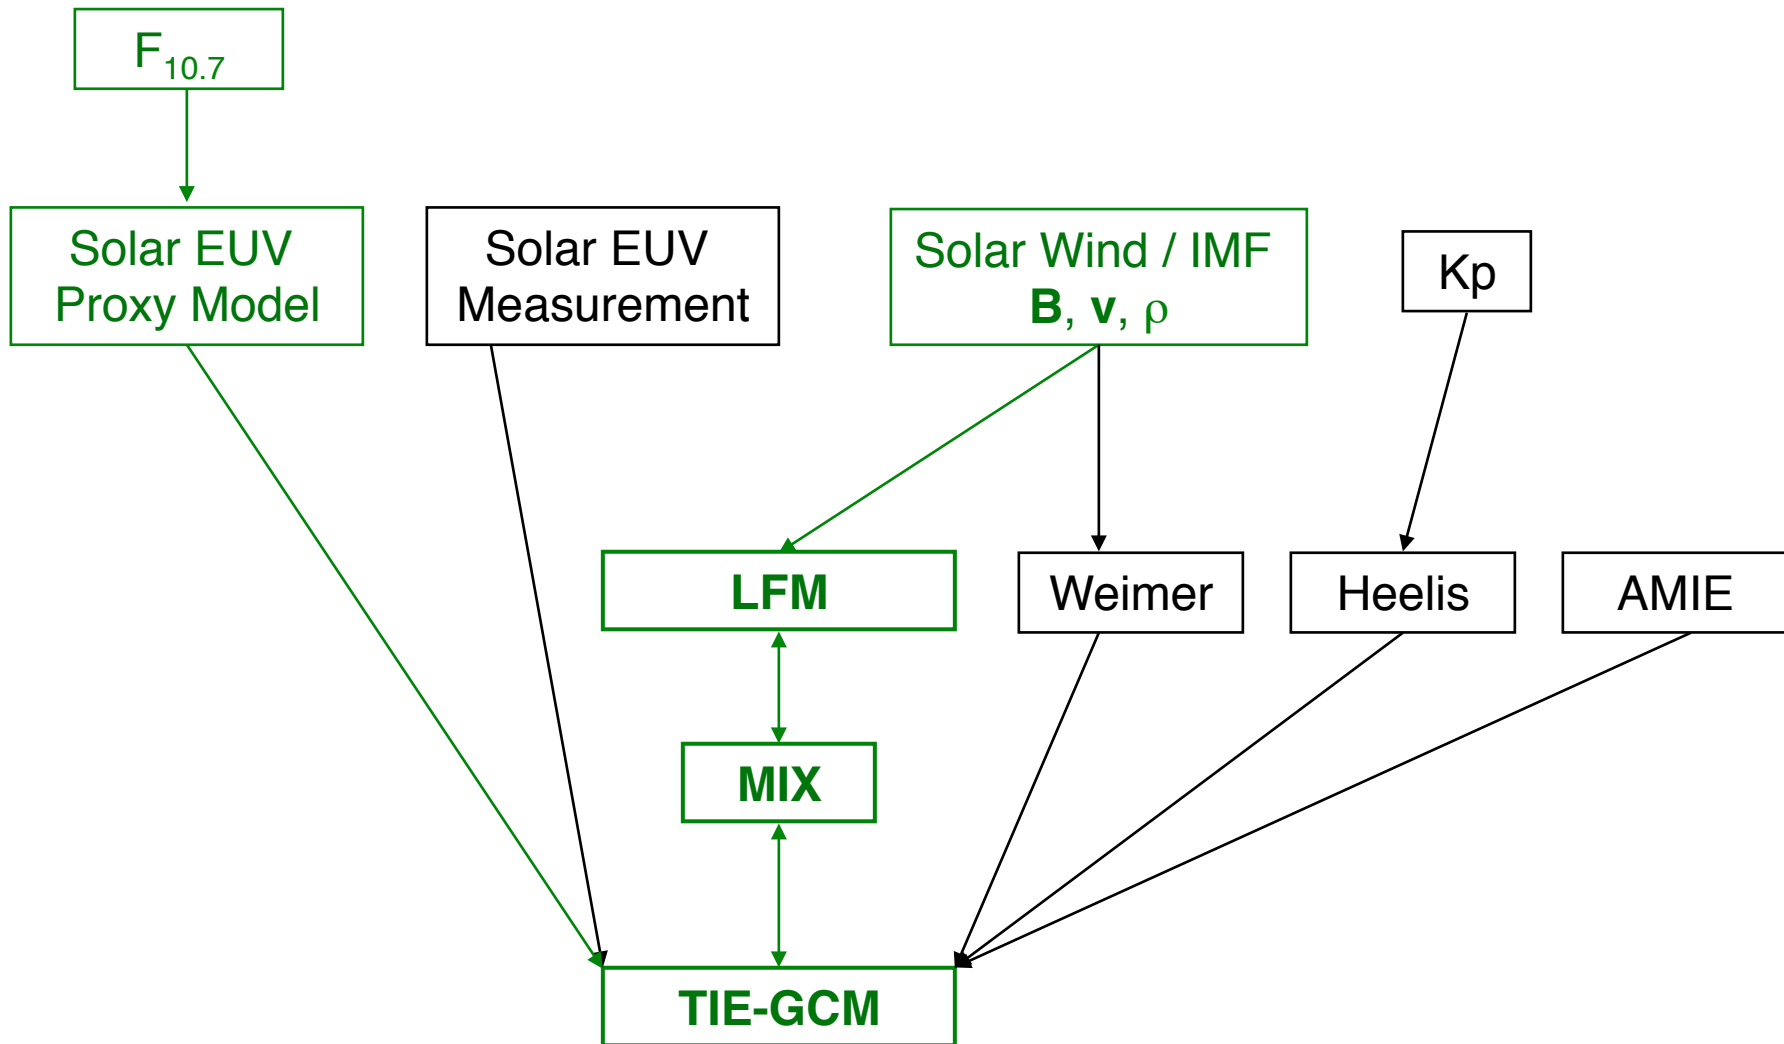 F10.7
Solar EUV
Proxy Model
Solar EUV
Measurement
Solar Wind / IMF
B, v, ρ
Kp
LFM
Weimer
Heelis
AMIE
MIX
TIE-GCM